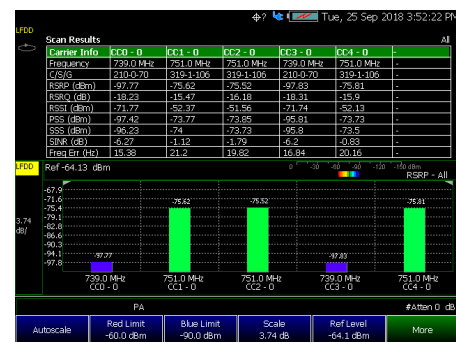 Tue, 25 Sep 2018 3:52:22 PM
LFDD
Scan Results All
Carrier Info CC0 - 0 CC1 - 0 CC2 - 0 CC3 - 0 CC4 - 0 -
Frequency 739.0 MHz 751.0 MHz 751.0 MHz 739.0 MHz 751.0 MHz -
C/S/G 210-0-70 319-1-106 319-1-106 210-0-70 319-1-106 -
RSRP (dBm) -97.77 -75.62 -75.52 -97.83 -75.81 -
RSRQ (dB) -18.23 -15.47 -16.18 -18.31 -15.9 -
RSSI (dBm) -71.77 -52.37 -51.56 -71.74 -52.13 -
PSS (dBm) -97.42 -73.77 -73.85 -95.81 -73.73 -
SSS (dBm) -96.23 -74 -73.73 -95.8 -73.5 -
SINR (dB) -6.27 -1.12 -1.79 -6.2 -0.83 -
Freq Err (Hz) 15.38 21.2 19.82 16.84 20.16 -
LFDD Ref -64.13 dBm 0 -30 -60 -90 -120 -150 dBm
RSRP - All
3.74
dB/
-67.9
-71.6
-75.4
-79.1
-82.8
-86.6
-90.3
-94.1
-97.8
-97.77 -75.62 -75.52 -97.83 -75.81
739.0 MHz 751.0 MHz 751.0 MHz 739.0 MHz 751.0 MHz
CC0 - 0 CC1 - 0 CC2 - 0 CC3 - 0 CC4 - 0
PA #Atten 0 dB
Autoscale Red Limit Blue Limit Scale Ref Level More
-60.0 dBm -90.0 dBm 3.74 dB -64.1 dBm